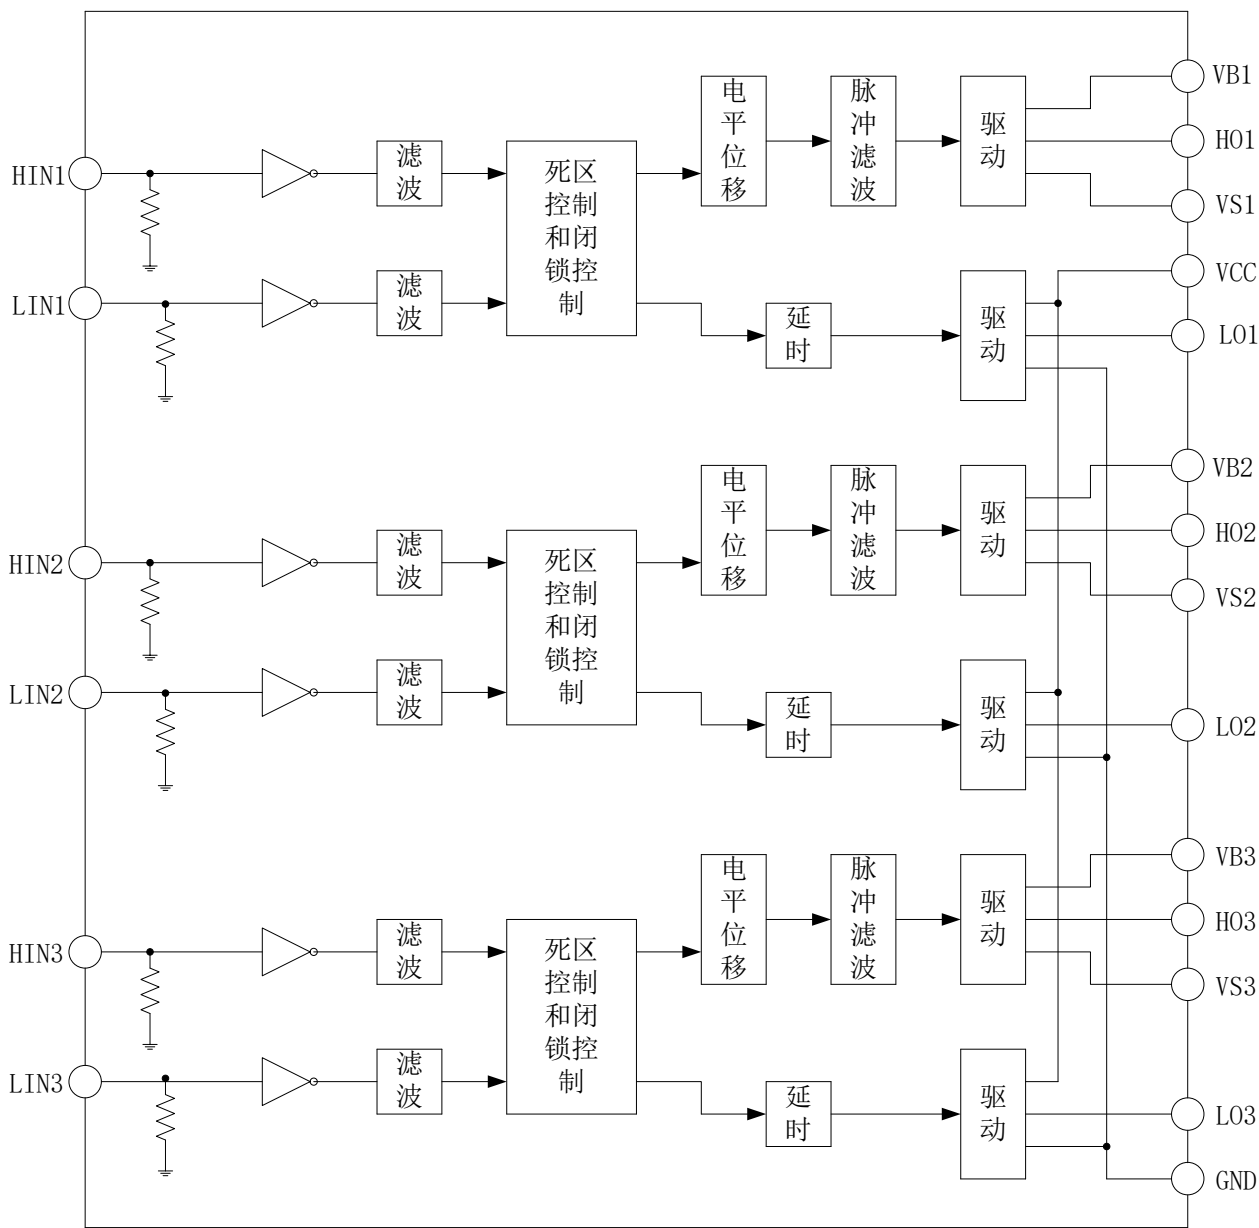 HIN1
LIN1
滤
波
滤
波
死区
控制
和闭
锁控
制
电
平
位
移
脉
冲
滤
波
驱
动
延
时
驱
动
VB1
HO1
VS1
VCC
LO1
HIN2
LIN2
滤
波
滤
波
死区
控制
和闭
锁控
制
电
平
位
移
脉
冲
滤
波
驱
动
延
时
驱
动
VB2
HO2
VS2
LO2
HIN3
LIN3
滤
波
滤
波
死区
控制
和闭
锁控
制
电
平
位
移
脉
冲
滤
波
驱
动
延
时
驱
动
VB3
HO3
VS3
LO3
GND